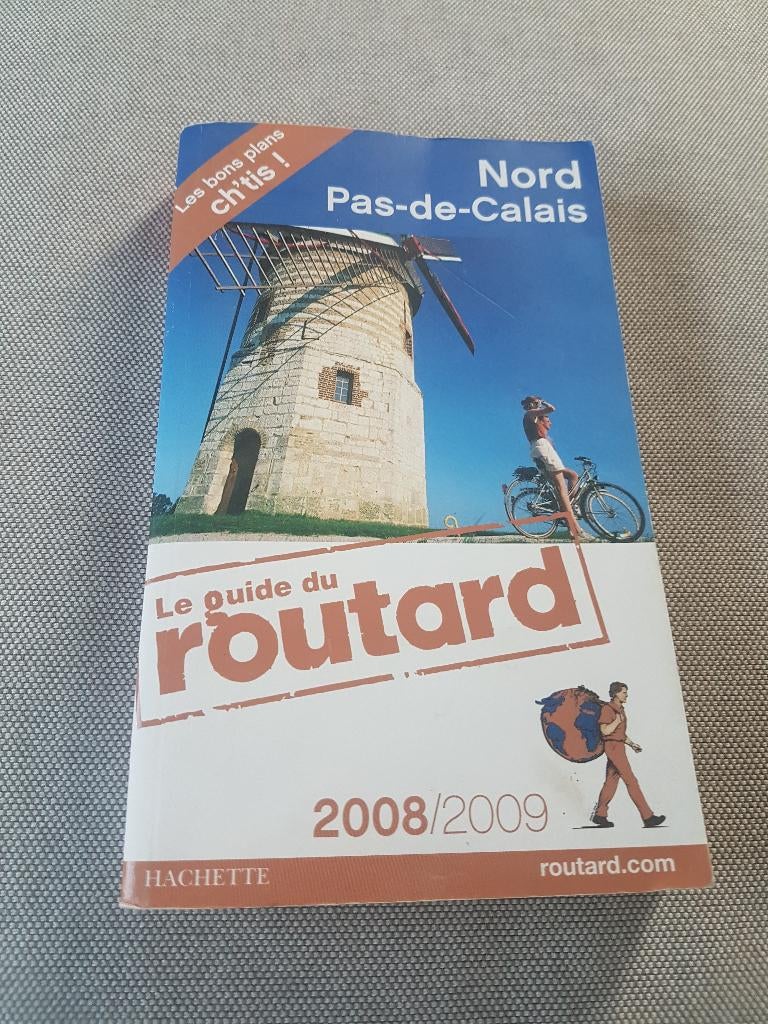 Les bons plans
ch'tis !
Nord
Pas-de-Calais
Le guide du
routard
2008/2009
HACHETTE
routard.com